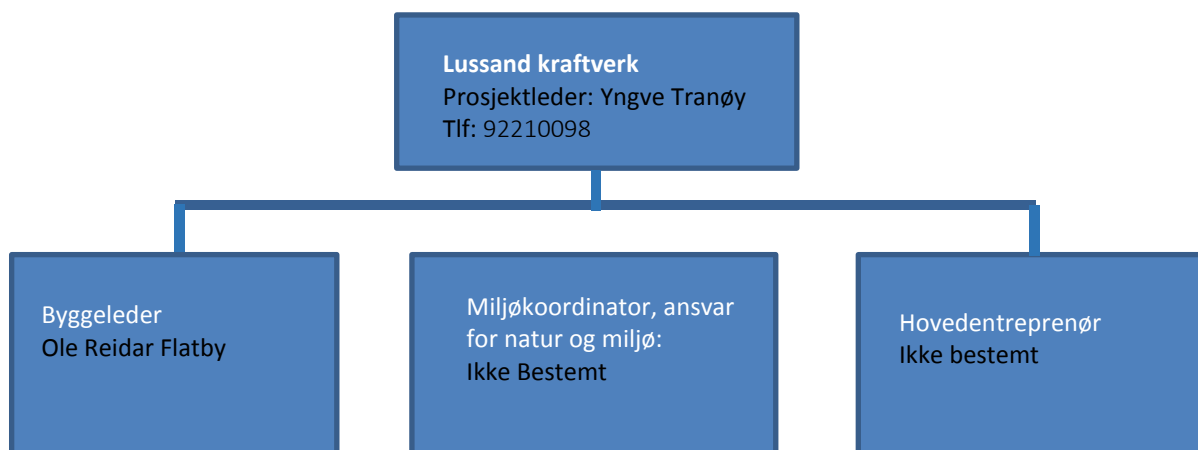 Lussand kraftverk
Prosjektleder: Yngve Tranøy
Tlf: 92210098
Byggeleder
Ole Reidar Flatby
Miljøkoordinator, ansvar
for natur og miljø:
Ikke Bestemt
Hovedentreprenør
Ikke bestemt